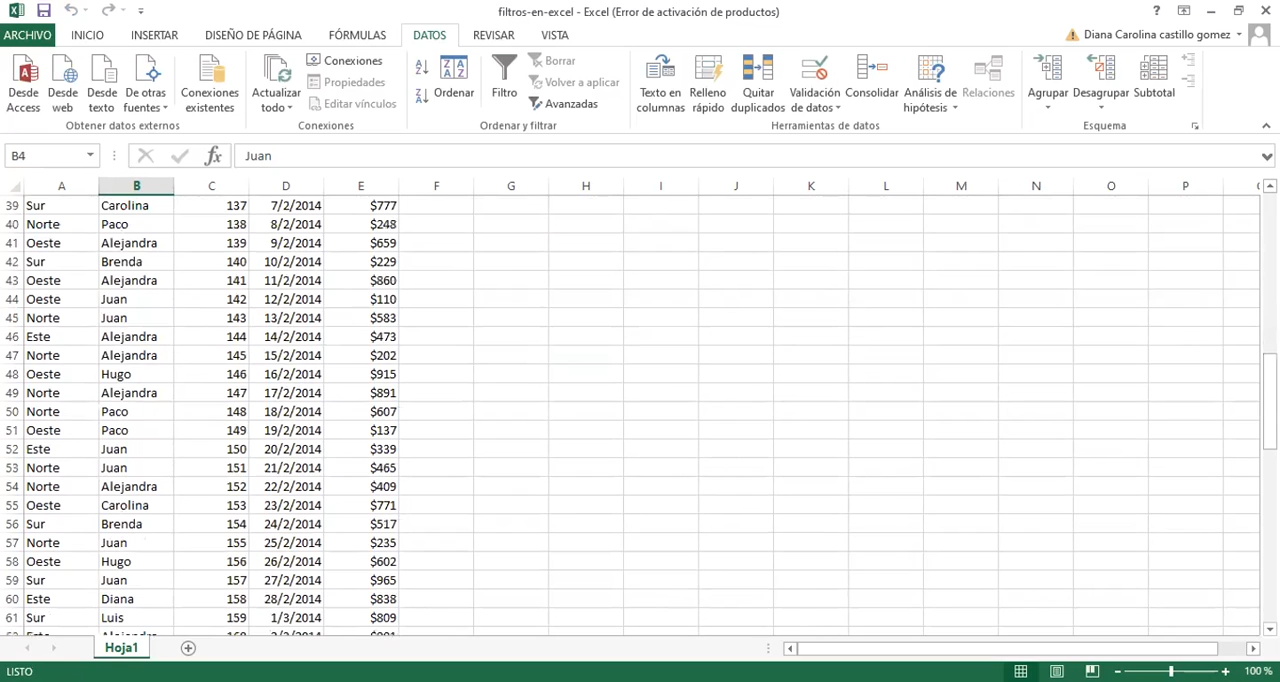 filtros-en-excel - Excel (Error de activación de productos)
ARCHIVO INICIO INSERTAR DISEÑO DE PÁGINA FÓRMULAS DATOS REVISAR VISTA Diana Carolina castillo gomez
Desde Access
Desde web
Desde texto
De otras fuentes
Conexiones existentes
Obtener datos externos
Actualizar todo
Conexiones
Propiedades
Editar vínculos
Conexiones
Ordenar
Filtro
Borrar
Volver a aplicar
Avanzadas
Ordenar y filtrar
Texto en columnas
Relleno rápido
Quitar duplicados
Validación de datos
Consolidar
Análisis de hipótesis
Relaciones
Herramientas de datos
Agrupar
Desagrupar
Subtotal
Esquema
B4 fx Juan
A B C D E F G H I J K L M N O P
39 Sur Carolina 137 7/2/2014 $777
40 Norte Paco 138 8/2/2014 $248
41 Oeste Alejandra 139 9/2/2014 $659
42 Sur Brenda 140 10/2/2014 $229
43 Oeste Alejandra 141 11/2/2014 $860
44 Oeste Juan 142 12/2/2014 $110
45 Norte Juan 143 13/2/2014 $583
46 Este Alejandra 144 14/2/2014 $473
47 Norte Alejandra 145 15/2/2014 $202
48 Oeste Hugo 146 16/2/2014 $915
49 Norte Alejandra 147 17/2/2014 $891
50 Norte Paco 148 18/2/2014 $607
51 Oeste Paco 149 19/2/2014 $137
52 Este Juan 150 20/2/2014 $339
53 Norte Juan 151 21/2/2014 $465
54 Norte Alejandra 152 22/2/2014 $409
55 Oeste Carolina 153 23/2/2014 $771
56 Sur Brenda 154 24/2/2014 $517
57 Norte Juan 155 25/2/2014 $235
58 Oeste Hugo 156 26/2/2014 $602
59 Sur Juan 157 27/2/2014 $965
60 Este Diana 158 28/2/2014 $838
61 Sur Luis 159 1/3/2014 $809
Hoja1
LISTO 100 %